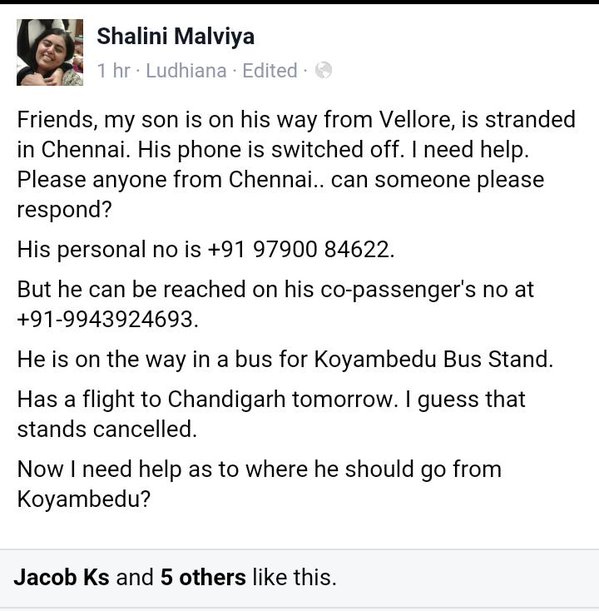 Shalini Malviya
1 hr · Ludhiana · Edited ·
Friends, my son is on his way from Vellore, is stranded
in Chennai. His phone is switched off. I need help.
Please anyone from Chennai.. can someone please
respond?
His personal no is +91 97900 84622.
But he can be reached on his co-passenger's no at
+91-9943924693.
He is on the way in a bus for Koyambedu Bus Stand.
Has a flight to Chandigarh tomorrow. I guess that
stands cancelled.
Now I need help as to where he should go from
Koyambedu?
Jacob Ks and 5 others like this.